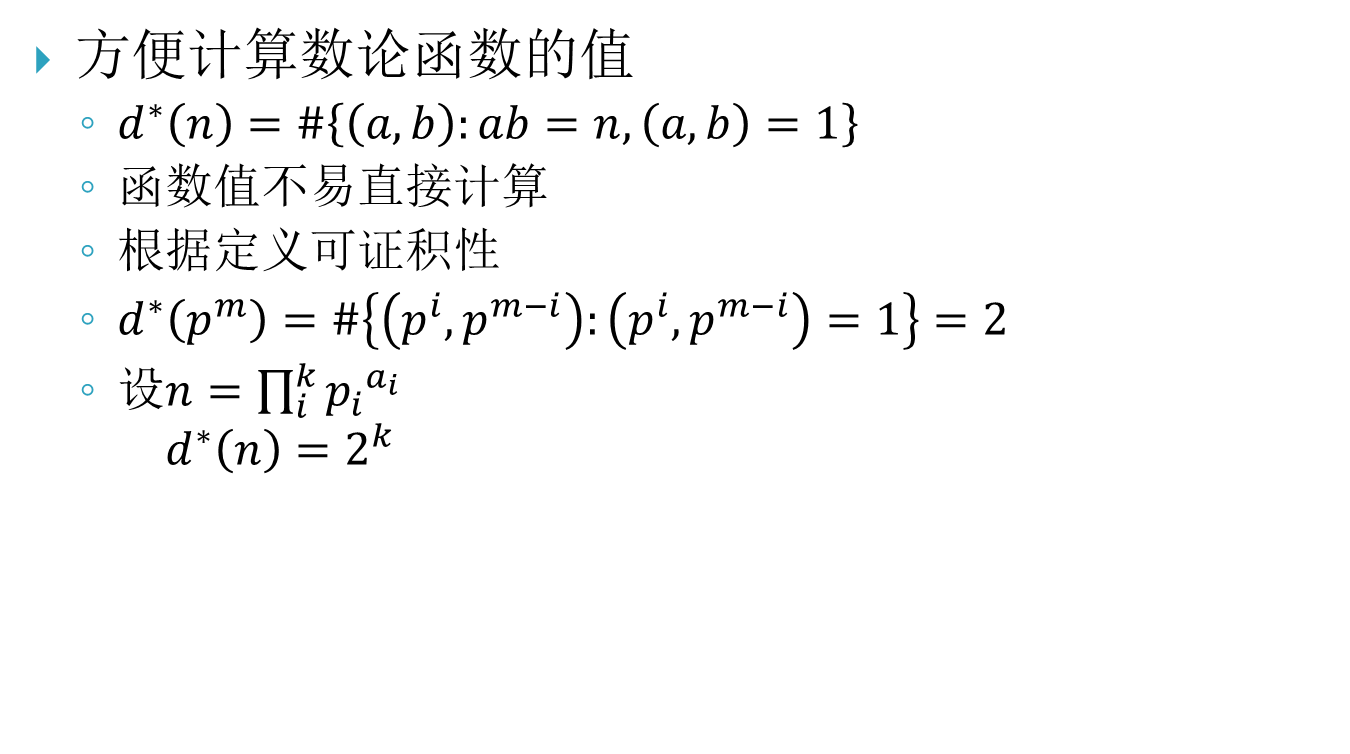 方便计算数论函数的值
d*(n) = #{(a, b): ab = n, (a, b) = 1}
函数值不易直接计算
根据定义可证积性
d*(p^m) = #{(p^i, p^{m−i}): (p^i, p^{m−i}) = 1} = 2
设n = ∏_i^k p_i^{a_i}
d*(n) = 2^k